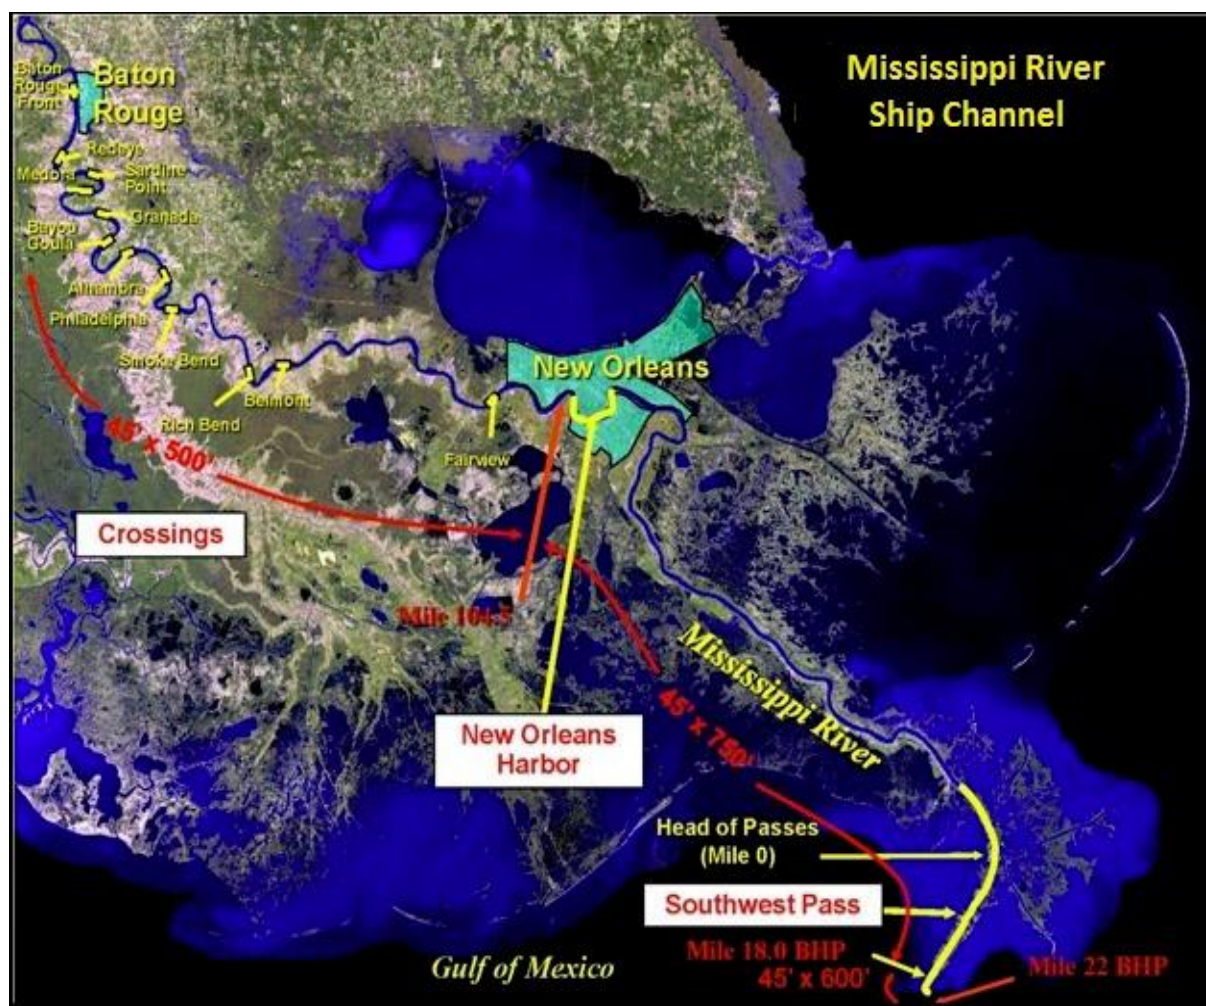 Mississippi River
Ship Channel
Baton
Rouge
Front
Baton
Rouge
Redeye
Medora
Sardine
Point
Granada
Bayou
Goula
Alhambra
Philadelphia
Smoke Bend
Rich Bend
Belmont
Fairview
New Orleans
45' x 500'
Crossings
Mile 104.5
New Orleans
Harbor
45' x 750'
Mississippi River
Head of Passes
(Mile 0)
Southwest Pass
Mile 18.0 BHP
45' x 600'
Mile 22 BHP
Gulf of Mexico